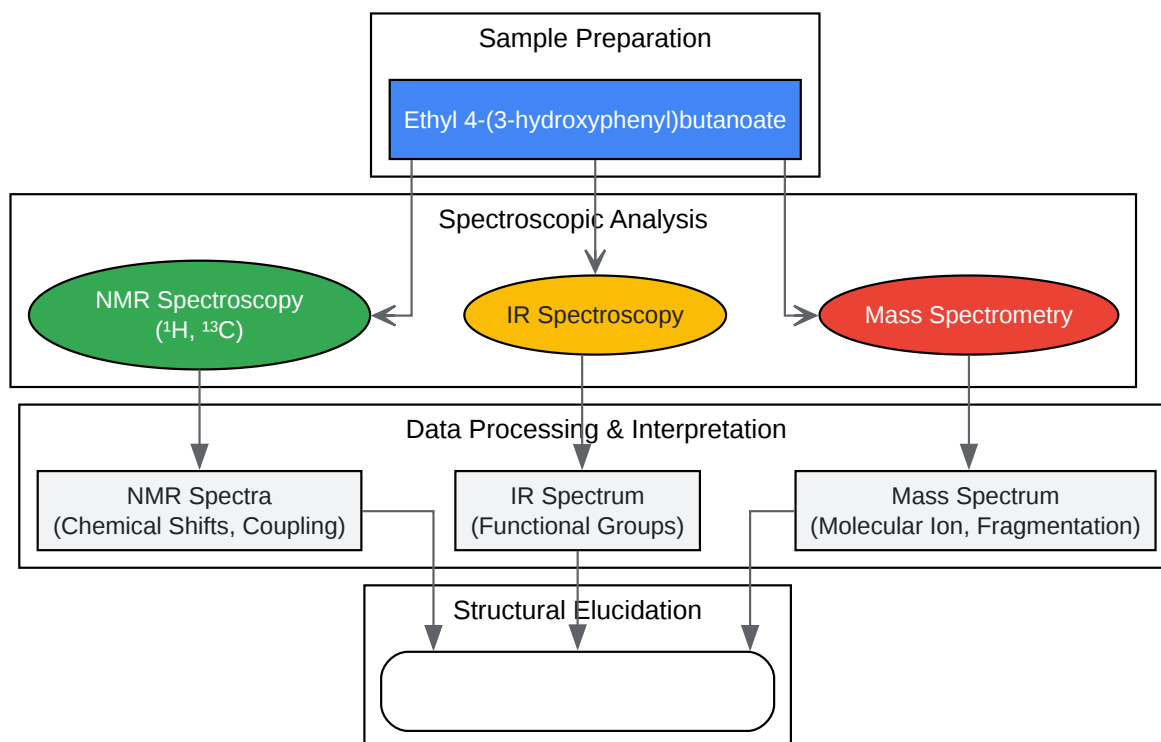 Sample Preparation
Ethyl 4-(3-hydroxyphenyl)butanoate
Spectroscopic Analysis
NMR Spectroscopy
(¹H, ¹³C)
IR Spectroscopy
Mass Spectrometry
Data Processing & Interpretation
NMR Spectra
(Chemical Shifts, Coupling)
IR Spectrum
(Functional Groups)
Mass Spectrum
(Molecular Ion, Fragmentation)
Structural Elucidation